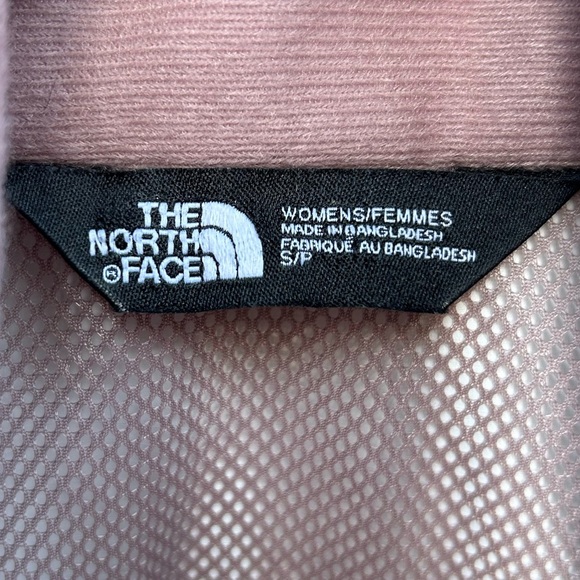 THE
NORTH
® FACE
WOMENS/FEMMES
MADE IN BANGLADESH
FABRIQUÉ AU BANGLADESH
S/P